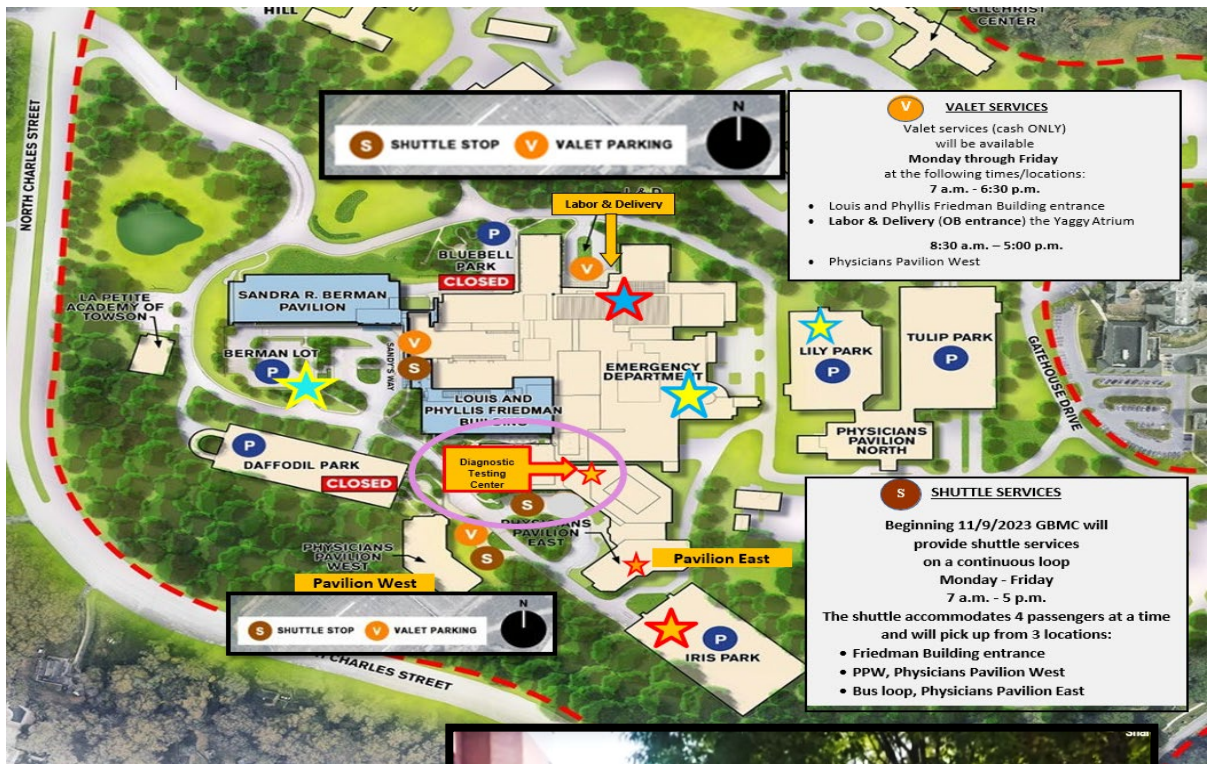 HILL
GILCHRIST
CENTER
NORTH CHARLES STREET
N
S SHUTTLE STOP V VALET PARKING
V VALET SERVICES
Valet services (cash ONLY)
will be available
Monday through Friday
at the following times/locations:
7 a.m. - 6:30 p.m.
• Louis and Phyllis Friedman Building entrance
• Labor & Delivery (OB entrance) the Yaggy Atrium
8:30 a.m. – 5:00 p.m.
• Physicians Pavilion West
L & D
Labor & Delivery
P
BLUEBELL
PARK
CLOSED
V
SANDRA R. BERMAN
PAVILION
LA PETITE
ACADEMY OF
TOWSON
BERMAN LOT
P
SANDY'S WAY
V
S
EMERGENCY
DEPARTMENT
LILY PARK
P
TULIP PARK
P
GATEHOUSE DRIVE
LOUIS AND
PHYLLIS FRIEDMAN
BUILDING
PHYSICIANS
PAVILION
NORTH
P
DAFFODIL PARK
CLOSED
Diagnostic
Testing
Center
S
PHYSICIANS
PAVILION
EAST
V
S
PHYSICIANS
PAVILION
WEST
Pavilion West
Pavilion East
P
IRIS PARK
N
S SHUTTLE STOP V VALET PARKING
CHARLES STREET
S SHUTTLE SERVICES
Beginning 11/9/2023 GBMC will
provide shuttle services
on a continuous loop
Monday - Friday
7 a.m. - 5 p.m.
The shuttle accommodates 4 passengers at a time
and will pick up from 3 locations:
• Friedman Building entrance
• PPW, Physicians Pavilion West
• Bus loop, Physicians Pavilion East